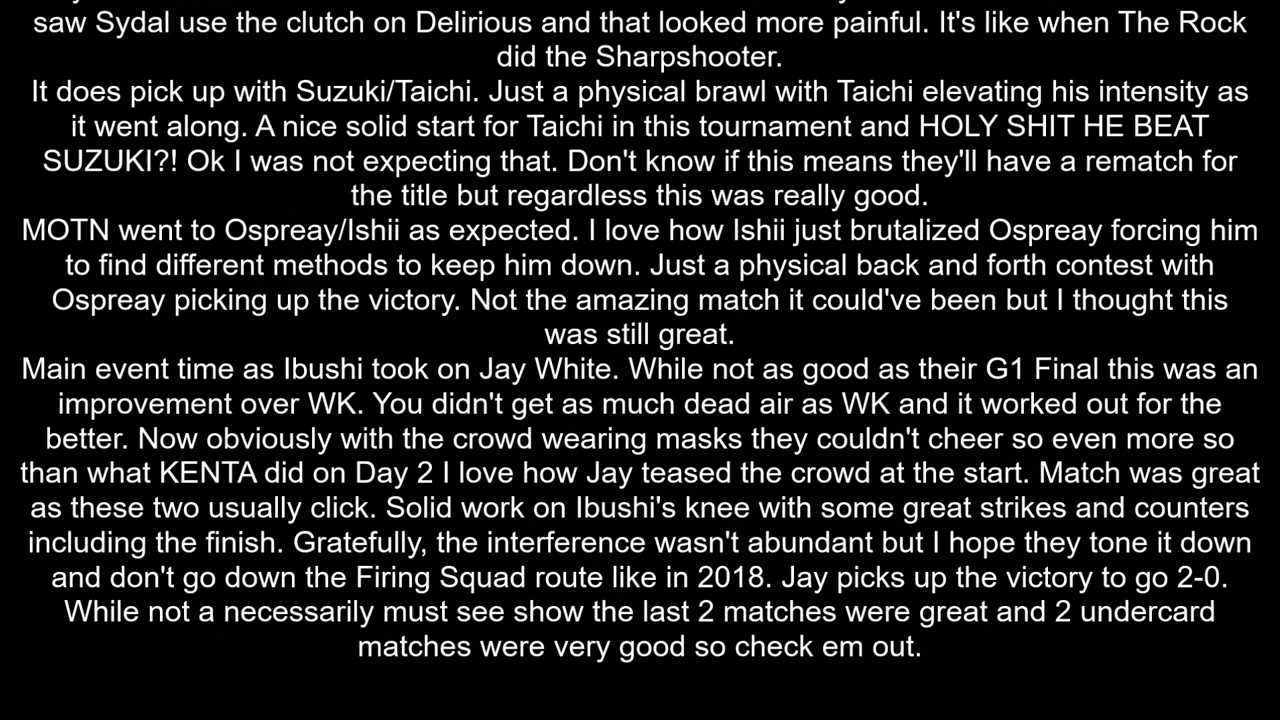 saw Sydal use the clutch on Delirious and that looked more painful. It's like when The Rock
did the Sharpshooter.
It does pick up with Suzuki/Taichi. Just a physical brawl with Taichi elevating his intensity as
it went along. A nice solid start for Taichi in this tournament and HOLY SHIT HE BEAT
SUZUKI?! Ok I was not expecting that. Don't know if this means they'll have a rematch for
the title but regardless this was really good.
MOTN went to Ospreay/Ishii as expected. I love how Ishii just brutalized Ospreay forcing him
to find different methods to keep him down. Just a physical back and forth contest with
Ospreay picking up the victory. Not the amazing match it could've been but I thought this
was still great.
Main event time as Ibushi took on Jay White. While not as good as their G1 Final this was an
improvement over WK. You didn't get as much dead air as WK and it worked out for the
better. Now obviously with the crowd wearing masks they couldn't cheer so even more so
than what KENTA did on Day 2 I love how Jay teased the crowd at the start. Match was great
as these two usually click. Solid work on Ibushi's knee with some great strikes and counters
including the finish. Gratefully, the interference wasn't abundant but I hope they tone it down
and don't go down the Firing Squad route like in 2018. Jay picks up the victory to go 2-0.
While not a necessarily must see show the last 2 matches were great and 2 undercard
matches were very good so check em out.